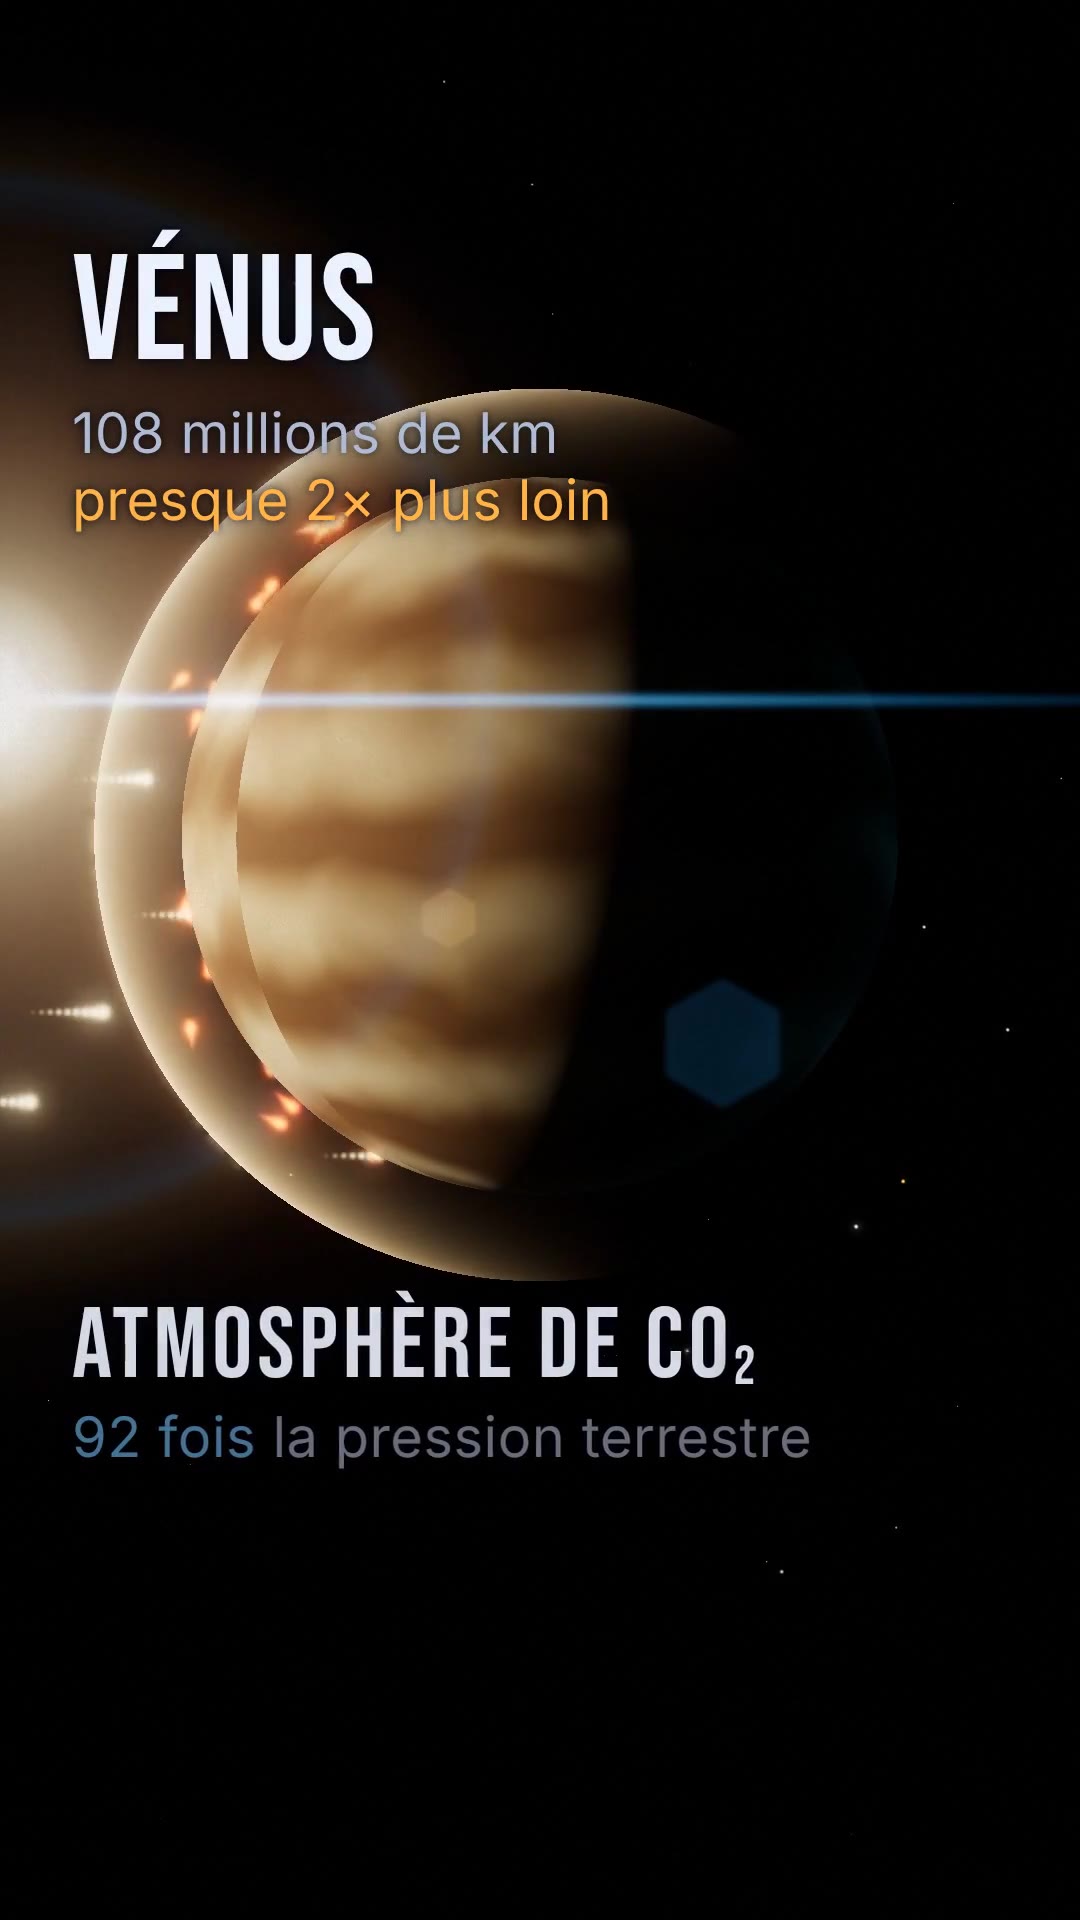 VÉNUS
108 millions de km
presque 2× plus loin
ATMOSPHÈRE DE CO₂
92 fois la pression terrestre